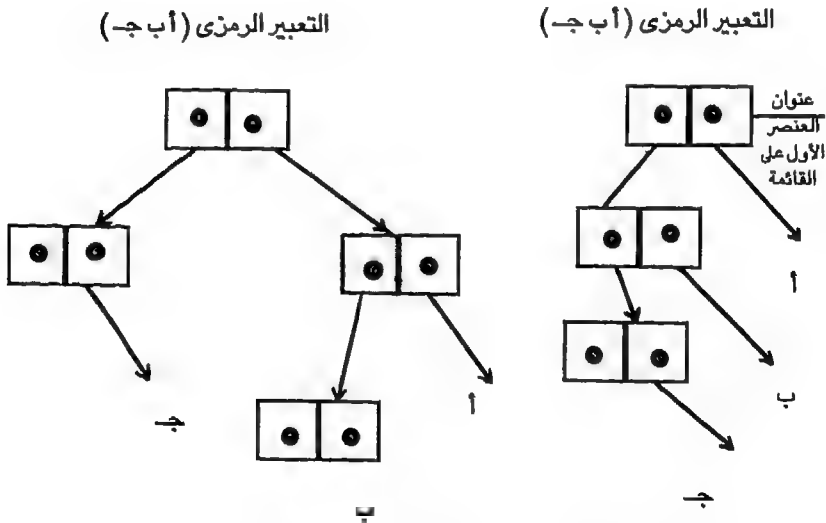 التعبير الرمزى (أ ب جـ)
عنوان
العنصر
الأول على
القائمة
أ
ب
جـ
التعبير الرمزى (أ ب جـ)
أ
جـ
ب